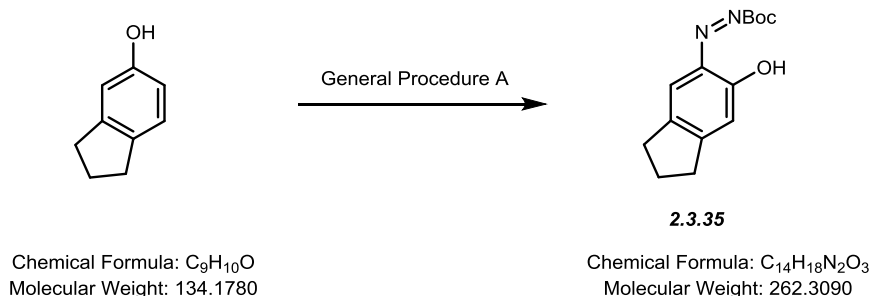 OH
N=NBoc
OH
General Procedure A
2.3.35
Chemical Formula: C₉H₁₀O
Molecular Weight: 134.1780
Chemical Formula: C₁₄H₁₈N₂O₃
Molecular Weight: 262.3090